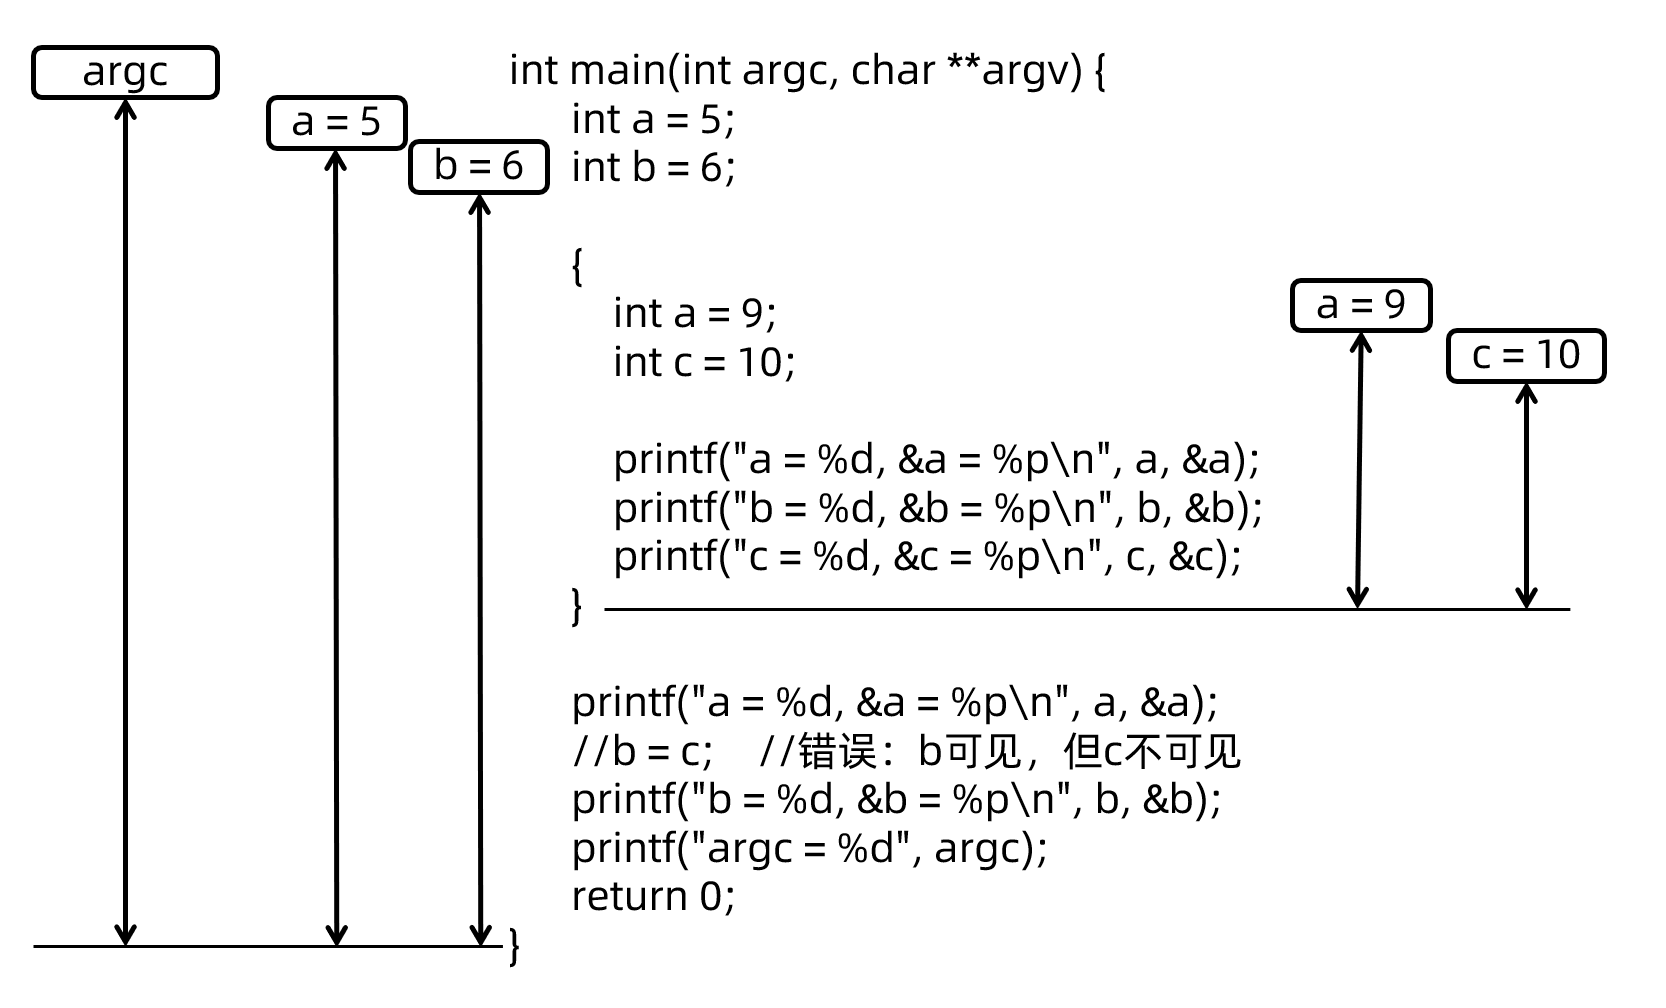 argc
int main(int argc, char **argv) {
a = 5
int a = 5;
b = 6
int b = 6;
{
a = 9
int a = 9;
c = 10
int c = 10;
printf("a = %d, &a = %p\n", a, &a);
printf("b = %d, &b = %p\n", b, &b);
printf("c = %d, &c = %p\n", c, &c);
}
printf("a = %d, &a = %p\n", a, &a);
//b = c;    //错误：b可见，但c不可见
printf("b = %d, &b = %p\n", b, &b);
printf("argc = %d", argc);
return 0;
}